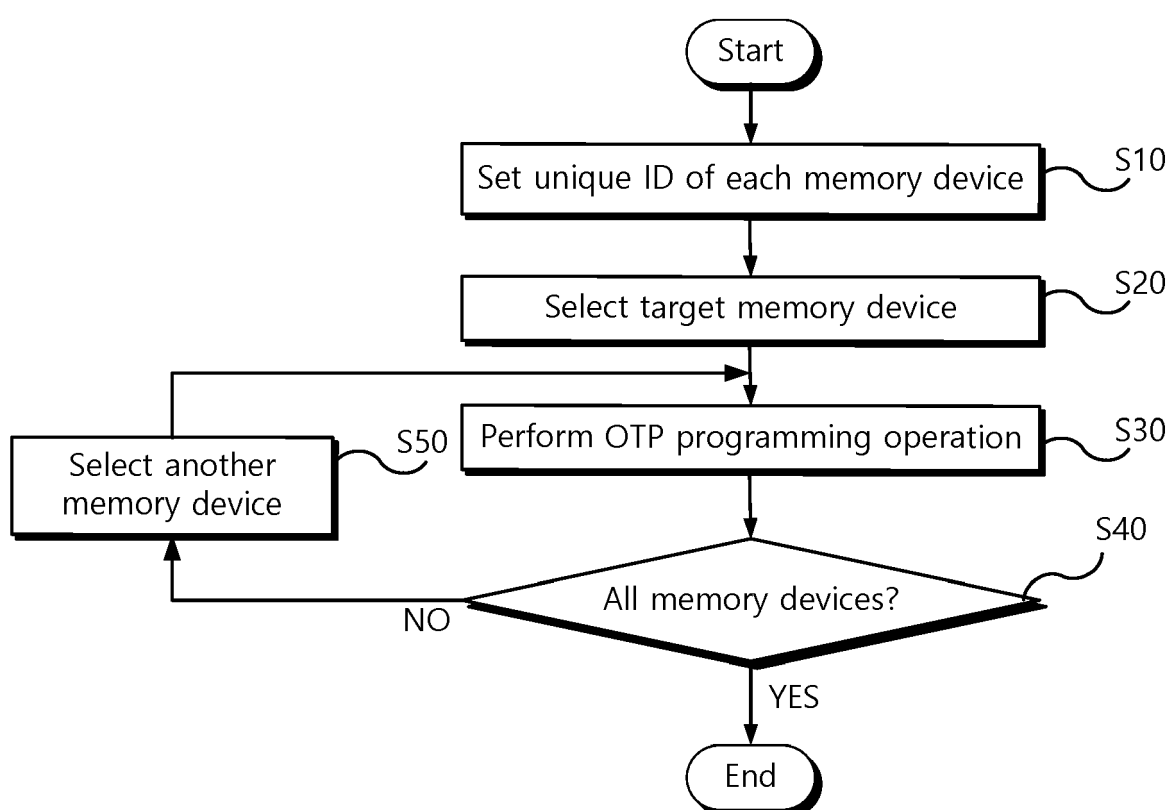 Start
Set unique ID of each memory device
S10
Select target memory device
S20
Perform OTP programming operation
S30
Select another
memory device
S50
All memory devices?
S40
NO
YES
End